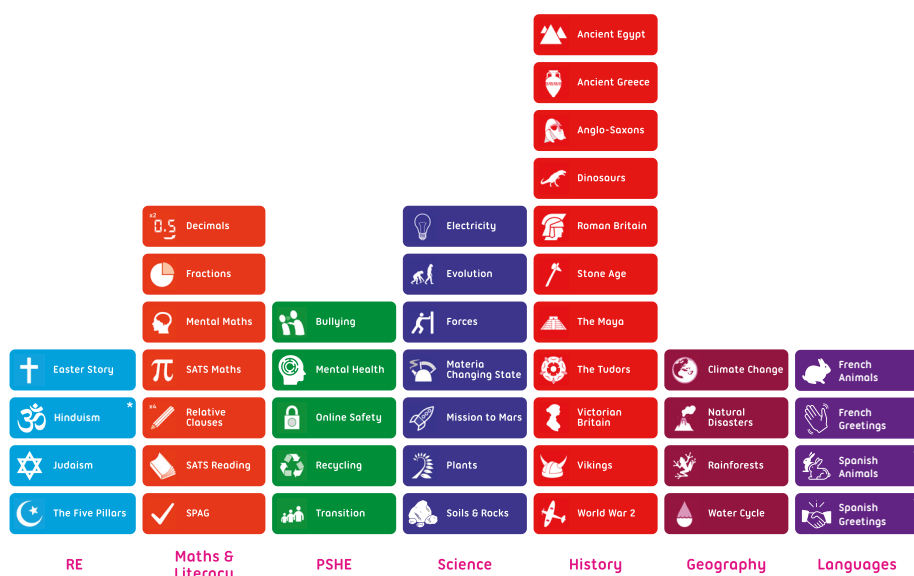 Ancient Egypt
Ancient Greece
Anglo-Saxons
Dinosaurs
x2
0.5
Decimals
Electricity
Roman Britain
Fractions
Evolution
Stone Age
Mental Maths
Bullying
Forces
The Maya
Easter Story
π
SATS Maths
Mental Health
Materia
Changing State
The Tudors
Climate Change
French
Animals
ॐ
Hinduism
*
x4
Relative
Clauses
Online Safety
Mission to Mars
Victorian
Britain
Natural
Disasters
French
Greetings
Judaism
SATS Reading
Recycling
Plants
Vikings
Rainforests
Spanish
Animals
The Five Pillars
SPAG
Transition
Soils & Rocks
World War 2
Water Cycle
Spanish
Greetings
RE
Maths &
Literacy
PSHE
Science
History
Geography
Languages